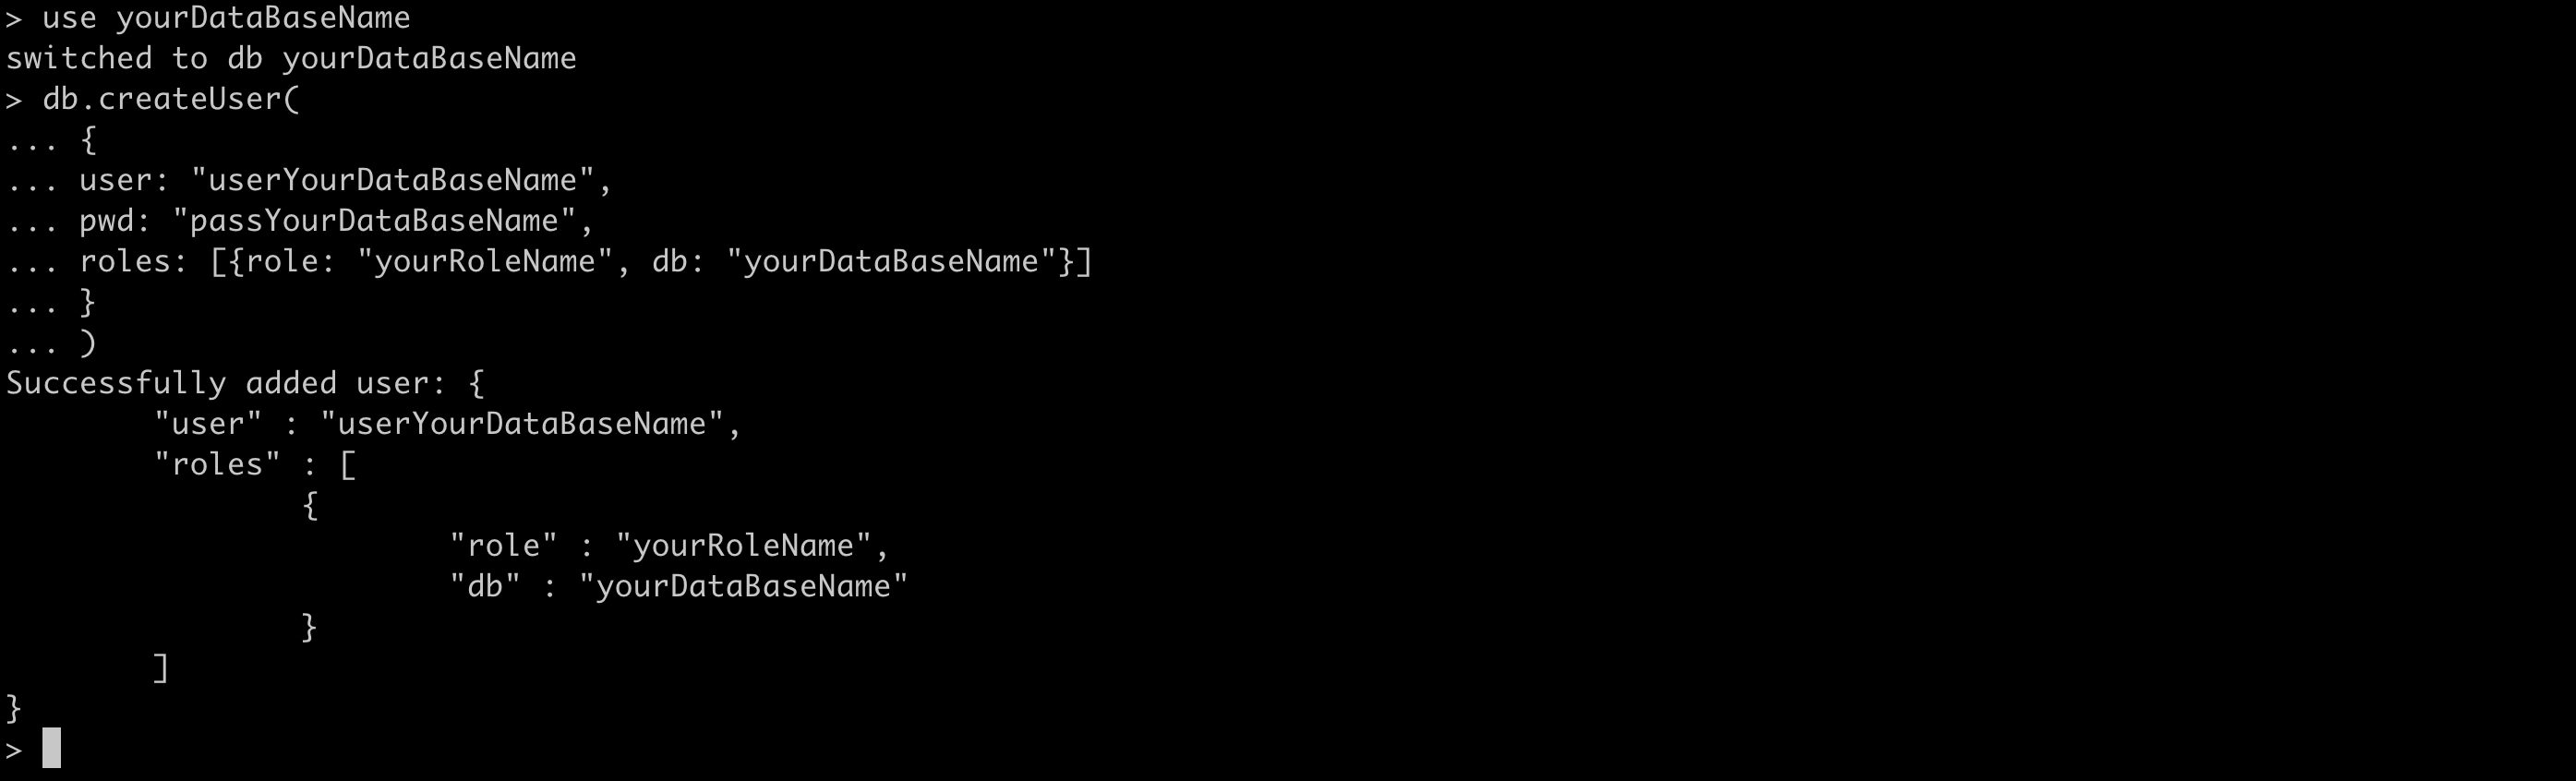 > use yourDataBaseName
switched to db yourDataBaseName
> db.createUser(
... {
... user: "userYourDataBaseName",
... pwd: "passYourDataBaseName",
... roles: [{role: "yourRoleName", db: "yourDataBaseName"}]
... }
... )
Successfully added user: {
        "user" : "userYourDataBaseName",
        "roles" : [
                {
                        "role" : "yourRoleName",
                        "db" : "yourDataBaseName"
                }
        ]
}
>